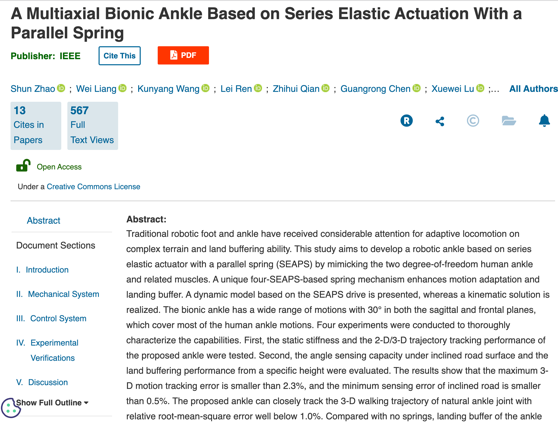 A Multiaxial Bionic Ankle Based on Series Elastic Actuation With a
Parallel Spring
Publisher: IEEE
Cite This
PDF
Shun Zhao ; Wei Liang ; Kunyang Wang ; Lei Ren ; Zhihui Qian ; Guangrong Chen ; Xuewei Lu ;... All Authors
13
Cites in
Papers
567
Full
Text Views
R
©
Open Access
Under a Creative Commons License
Abstract
Document Sections
I. Introduction
II. Mechanical System
III. Control System
IV. Experimental
Verifications
V. Discussion
Show Full Outline
Abstract:
Traditional robotic foot and ankle have received considerable attention for adaptive locomotion on
complex terrain and land buffering ability. This study aims to develop a robotic ankle based on series
elastic actuator with a parallel spring (SEAPS) by mimicking the two degree-of-freedom human ankle
and related muscles. A unique four-SEAPS-based spring mechanism enhances motion adaptation and
landing buffer. A dynamic model based on the SEAPS drive is presented, whereas a kinematic solution is
realized. The bionic ankle has a wide range of motions with 30° in both the sagittal and frontal planes,
which cover most of the human ankle motions. Four experiments were conducted to thoroughly
characterize the capabilities. First, the static stiffness and the 2-D/3-D trajectory tracking performance of
the proposed ankle were tested. Second, the angle sensing capacity under inclined road surface and the
land buffering performance from a specific height were evaluated. The results show that the maximum 3-
D motion tracking error is smaller than 2.3%, and the minimum sensing error of inclined road is smaller
than 0.5%. The proposed ankle can closely track the 3-D walking trajectory of natural ankle joint with
relative root-mean-square error well below 1.0%. Compared with no springs, landing buffer of the ankle